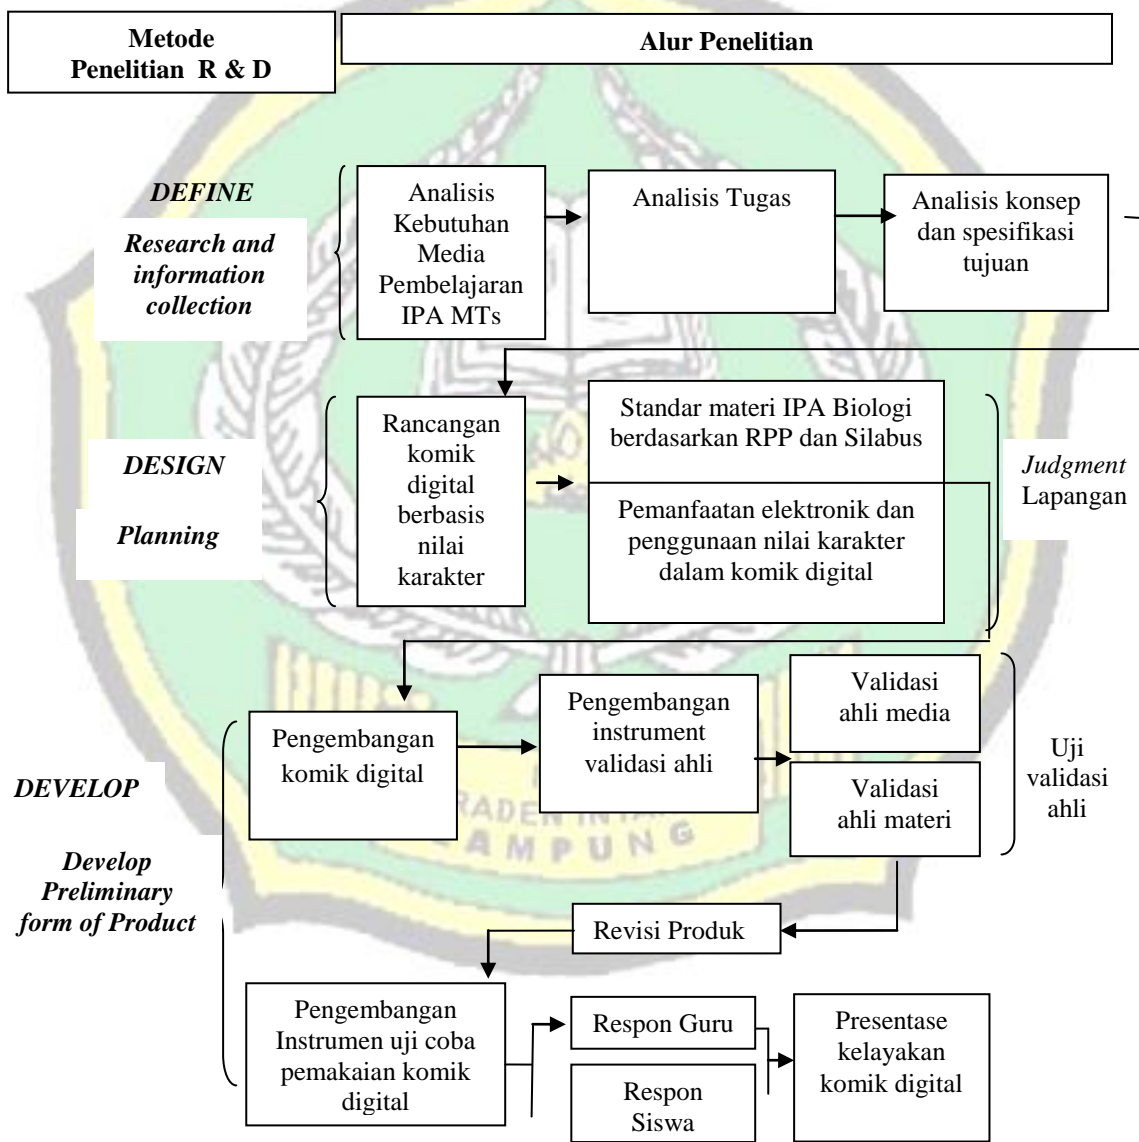 Metode
Penelitian R & D
Alur Penelitian
DEFINE
Research and
information
collection
Analisis
Kebutuhan
Media
Pembelajaran
IPA MTs
Analisis Tugas
Analisis konsep
dan spesifikasi
tujuan
DESIGN
Planning
Rancangan
komik
digital
berbasis
nilai
karakter
Standar materi IPA Biologi
berdasarkan RPP dan Silabus
Pemanfaatan elektronik dan
penggunaan nilai karakter
dalam komik digital
Judgment
Lapangan
DEVELOP
Develop
Preliminary
form of Product
Pengembangan
komik digital
Pengembangan
instrument
validasi ahli
Validasi
ahli media
Validasi
ahli materi
Uji
validasi
ahli
RADEN INTA
LAMPUNG
Revisi Produk
Pengembangan
Instrumen uji coba
pemakaian komik
digital
Respon Guru
Respon
Siswa
Presentase
kelayakan
komik digital